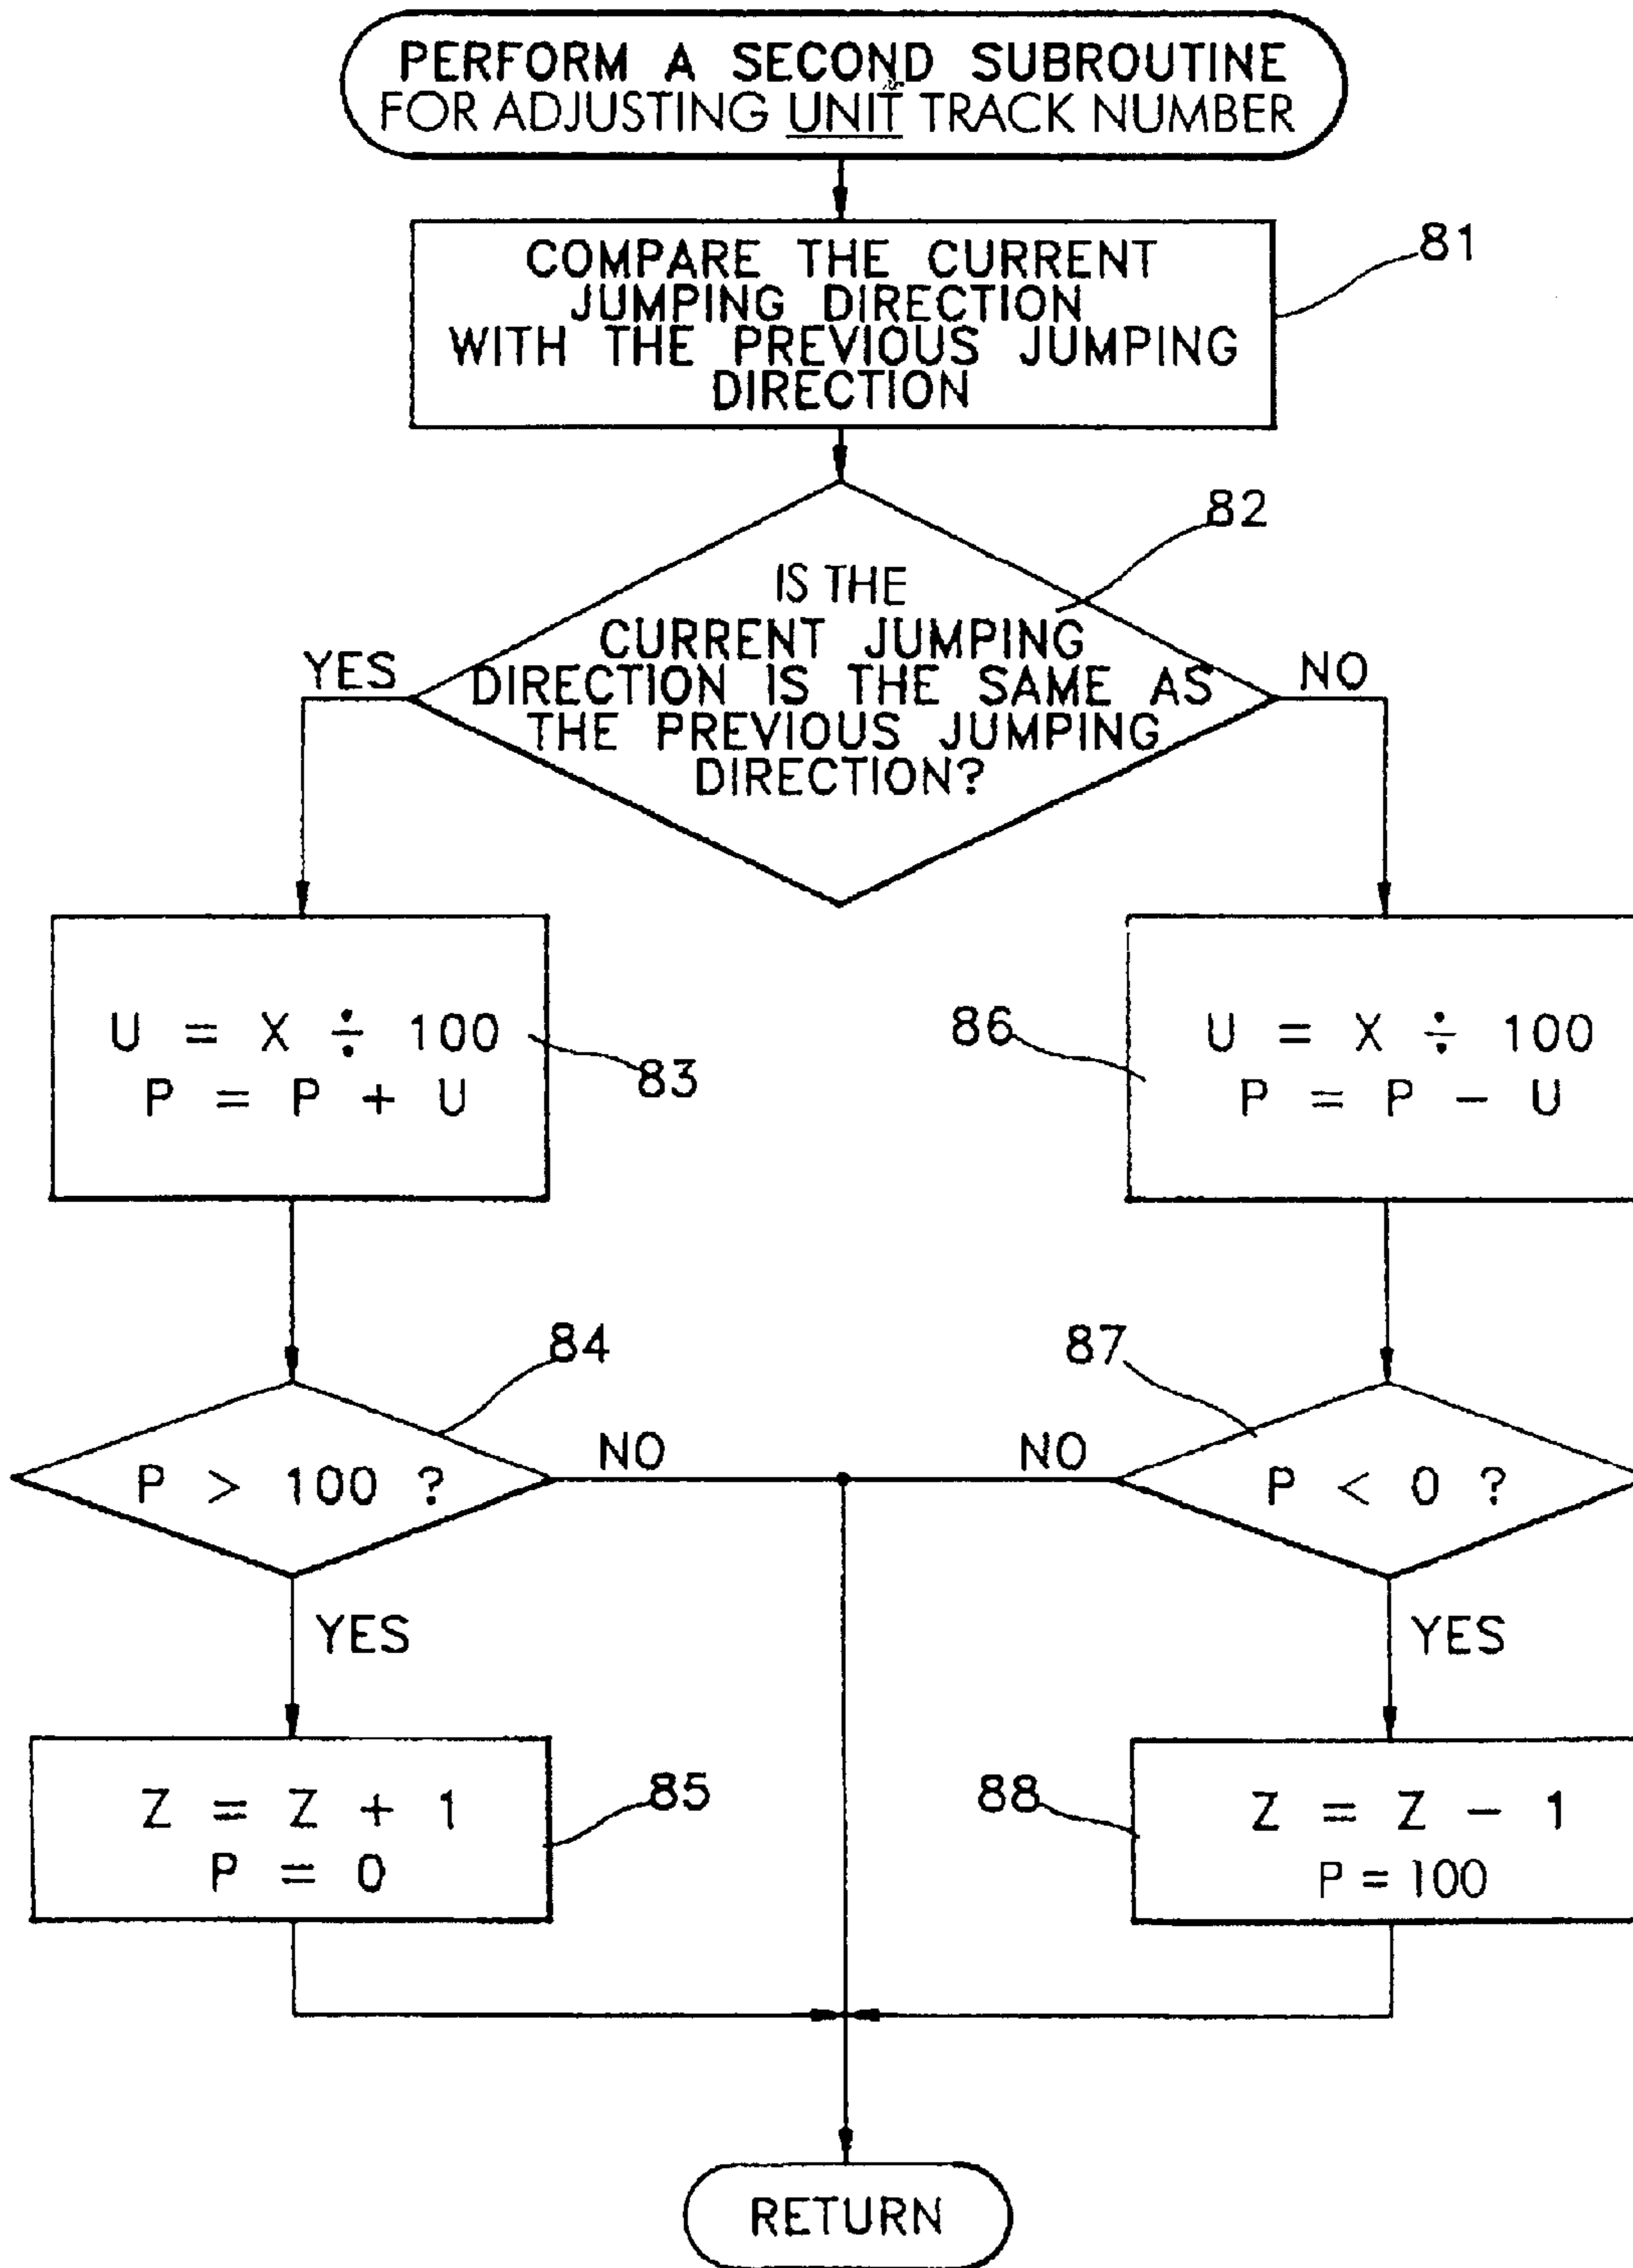 PERFORM A SECOND SUBROUTINE
FOR ADJUSTING UNIT TRACK NUMBER
COMPARE THE CURRENT
JUMPING DIRECTION
WITH THE PREVIOUS JUMPING
DIRECTION
81
82
IS THE
CURRENT JUMPING
DIRECTION IS THE SAME AS
THE PREVIOUS JUMPING
DIRECTION?
YES
NO
U = X ÷ 100
P = P + U
83
86
U = X ÷ 100
P = P - U
84
87
P > 100 ?
NO
NO
P < 0 ?
YES
YES
Z = Z + 1
P = 0
85
88
Z = Z - 1
P = 100
RETURN